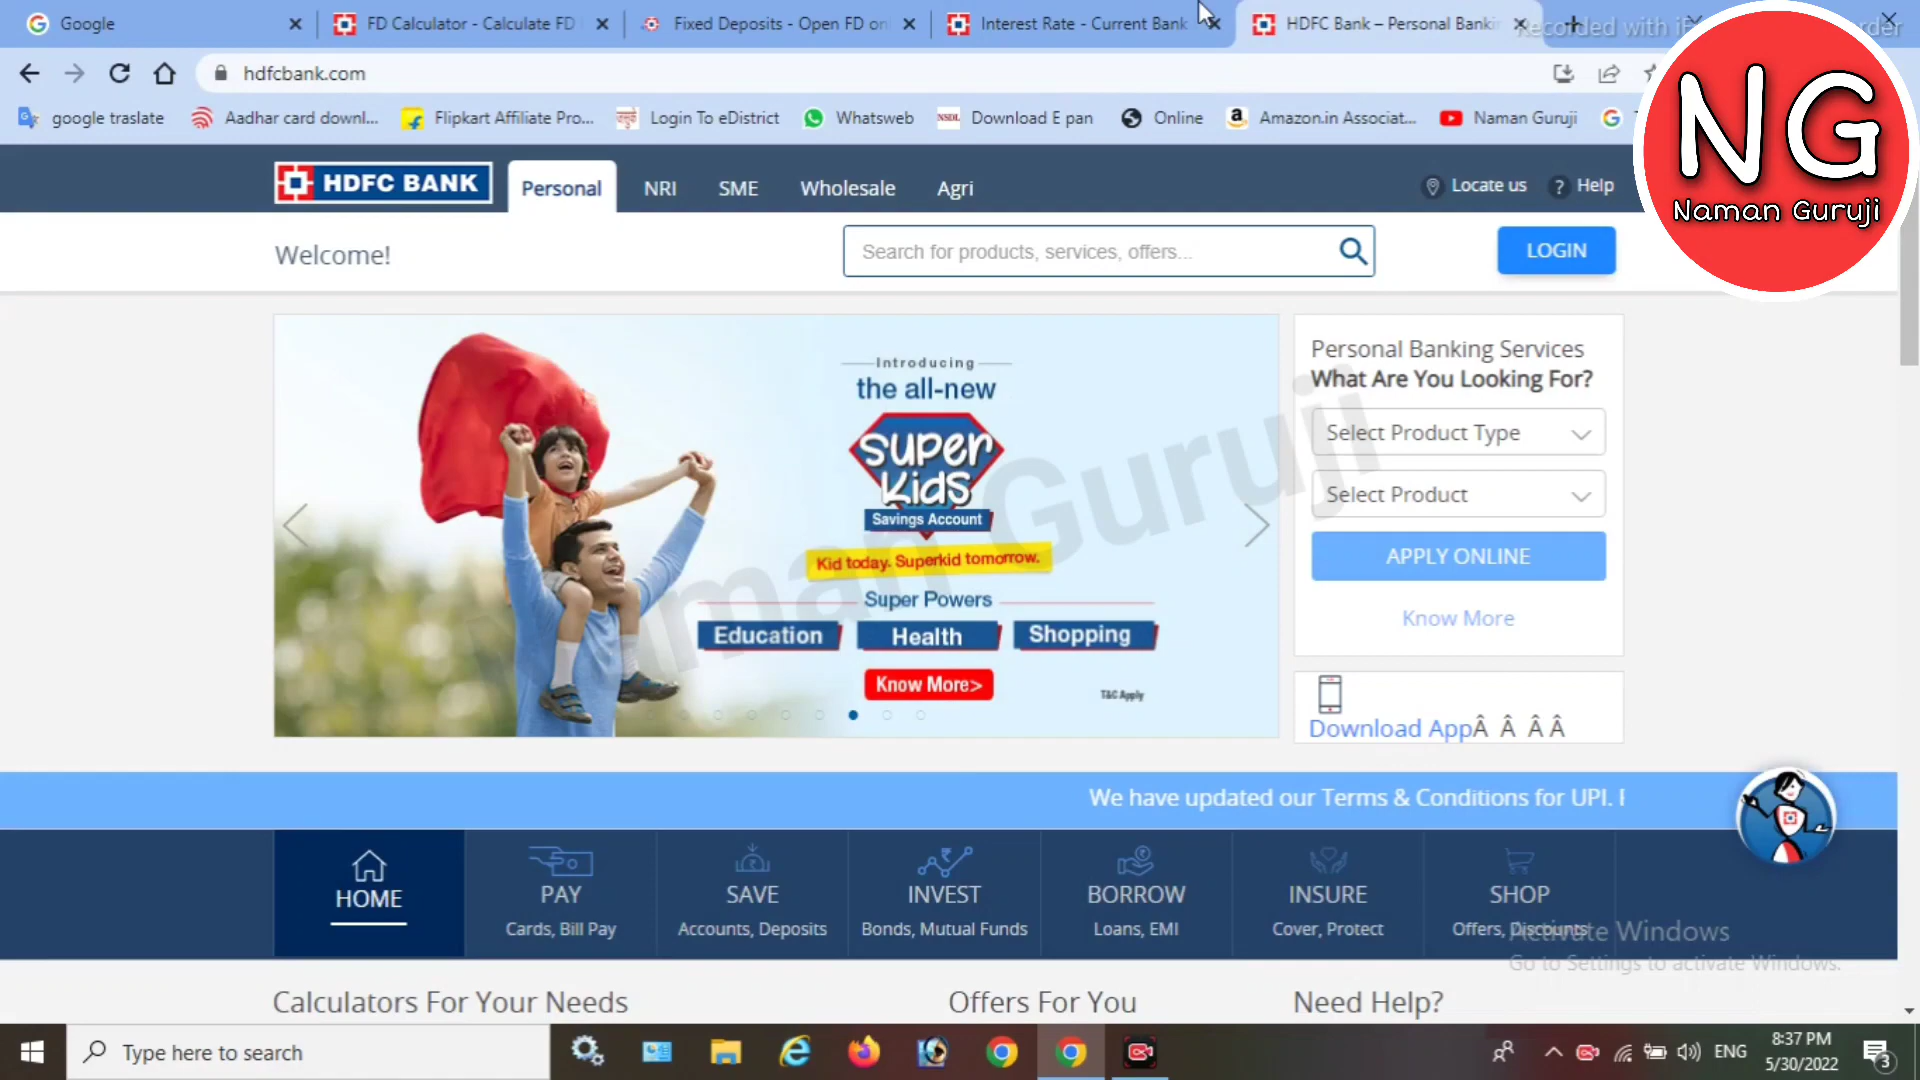 Google
FD Calculator - Calculate FD
Fixed Deposits - Open FD on
Interest Rate - Current Bank
HDFC Bank – Personal Bankin
Recorded with
hdfcbank.com
google traslate
Aadhar card downl...
Flipkart Affiliate Pro...
Login To eDistrict
Whatsweb
NSDL Download E pan
Online
Amazon.in Associat...
Naman Guruji
NG
Naman Guruji
HDFC BANK
Personal
NRI
SME
Wholesale
Agri
Locate us
? Help
Welcome!
Search for products, services, offers...
LOGIN
Introducing
the all-new
SUPER
KidS
Savings Account
Kid today. Superkid tomorrow.
Super Powers
Education
Health
Shopping
Know More>
T&C Apply
Naman Guruji
Personal Banking Services
What Are You Looking For?
Select Product Type
Select Product
APPLY ONLINE
Know More
Download AppÂ Â Â Â
We have updated our Terms & Conditions for UPI.
HOME
PAY
Cards, Bill Pay
SAVE
Accounts, Deposits
INVEST
Bonds, Mutual Funds
BORROW
Loans, EMI
INSURE
Cover, Protect
SHOP
Offers, Discounts
Activate Windows
Go to Settings to activate Windows.
Calculators For Your Needs
Offers For You
Need Help?
Type here to search
ENG
8:37 PM
5/30/2022
3